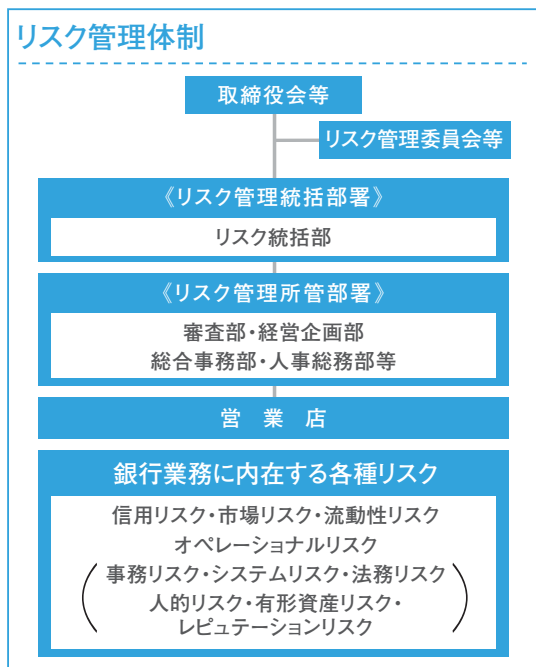 リスク管理体制
取締役会等
リスク管理委員会等
《リスク管理統括部署》
リスク統括部
《リスク管理所管部署》
審査部・経営企画部
総合事務部・人事総務部等
営業店
銀行業務に内在する各種リスク
信用リスク・市場リスク・流動性リスク
オペレーショナルリスク
(事務リスク・システムリスク・法務リスク
人的リスク・有形資産リスク・
レピュテーションリスク)